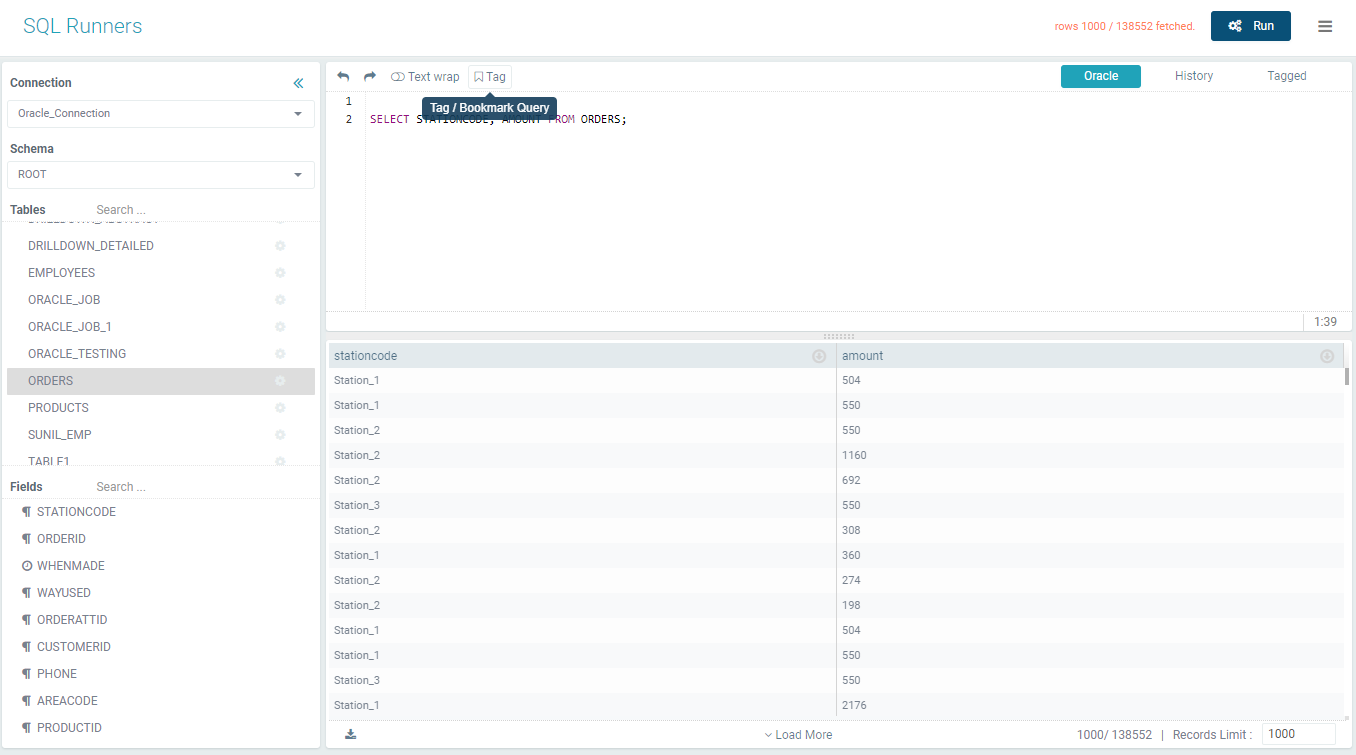 SQL Runners
rows 1000 / 138552 fetched.
Run
Connection
Oracle_Connection
Schema
ROOT
Tables
Search ...
DRILLDOWN_ABSTRACT
DRILLDOWN_DETAILED
EMPLOYEES
ORACLE_JOB
ORACLE_JOB_1
ORACLE_TESTING
ORDERS
PRODUCTS
SUNIL_EMP
TABLE1
Fields
Search ...
STATIONCODE
ORDERID
WHENMADE
WAYUSED
ORDERATTID
CUSTOMERID
PHONE
AREACODE
PRODUCTID
Text wrap
Tag
Oracle
History
Tagged
Tag / Bookmark Query
1
2 SELECT STATIONCODE, AMOUNT FROM ORDERS;
1:39
stationcode amount
Station_1 504
Station_1 550
Station_2 550
Station_2 1160
Station_2 692
Station_3 550
Station_2 308
Station_1 360
Station_2 274
Station_2 198
Station_1 504
Station_1 550
Station_3 550
Station_1 2176
Load More
1000/ 138552 | Records Limit : 1000